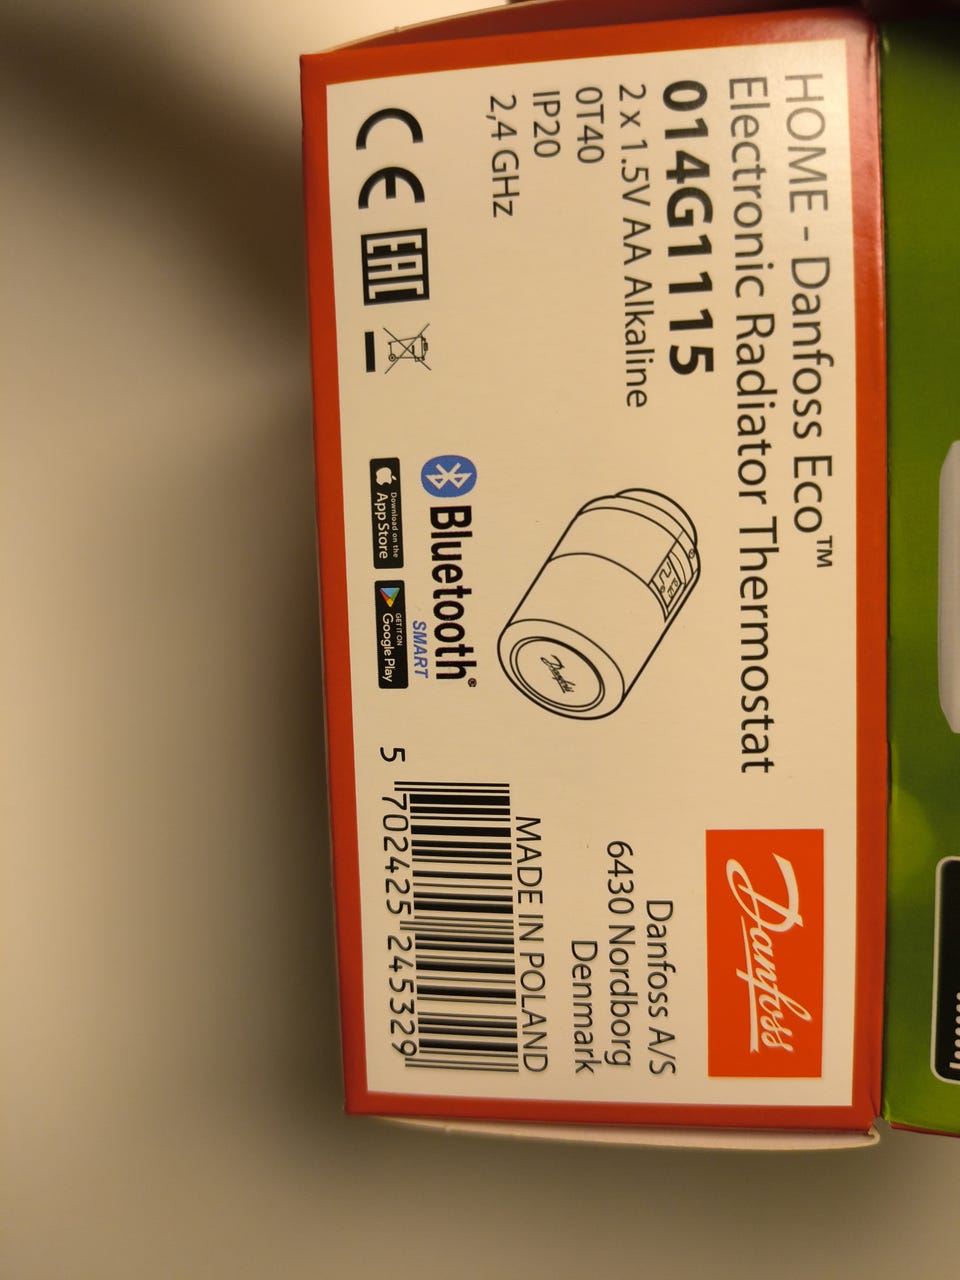 HOME - Danfoss Eco™
Electronic Radiator Thermostat
014G1115
2 x 1.5V AA Alkaline
0T40
IP20
2,4 GHz
CE
EAC
Danfoss
Bluetooth®
SMART
Download on the
App Store
GET IT ON
Google Play
Danfoss
Danfoss A/S
6430 Nordborg
Denmark
MADE IN POLAND
5 702425 245329